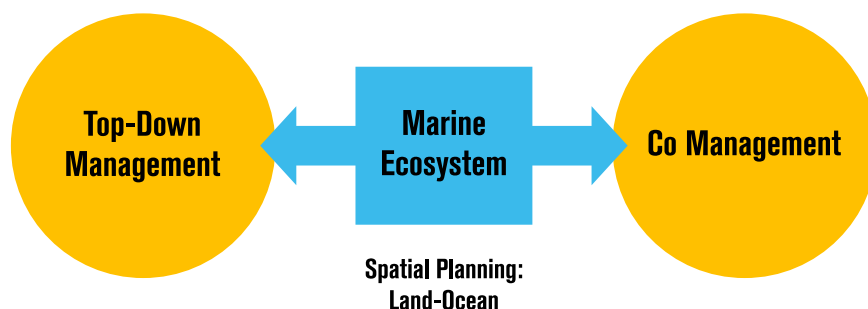 Top-Down
Management
Marine
Ecosystem
Co Management
Spatial Planning:
Land-Ocean